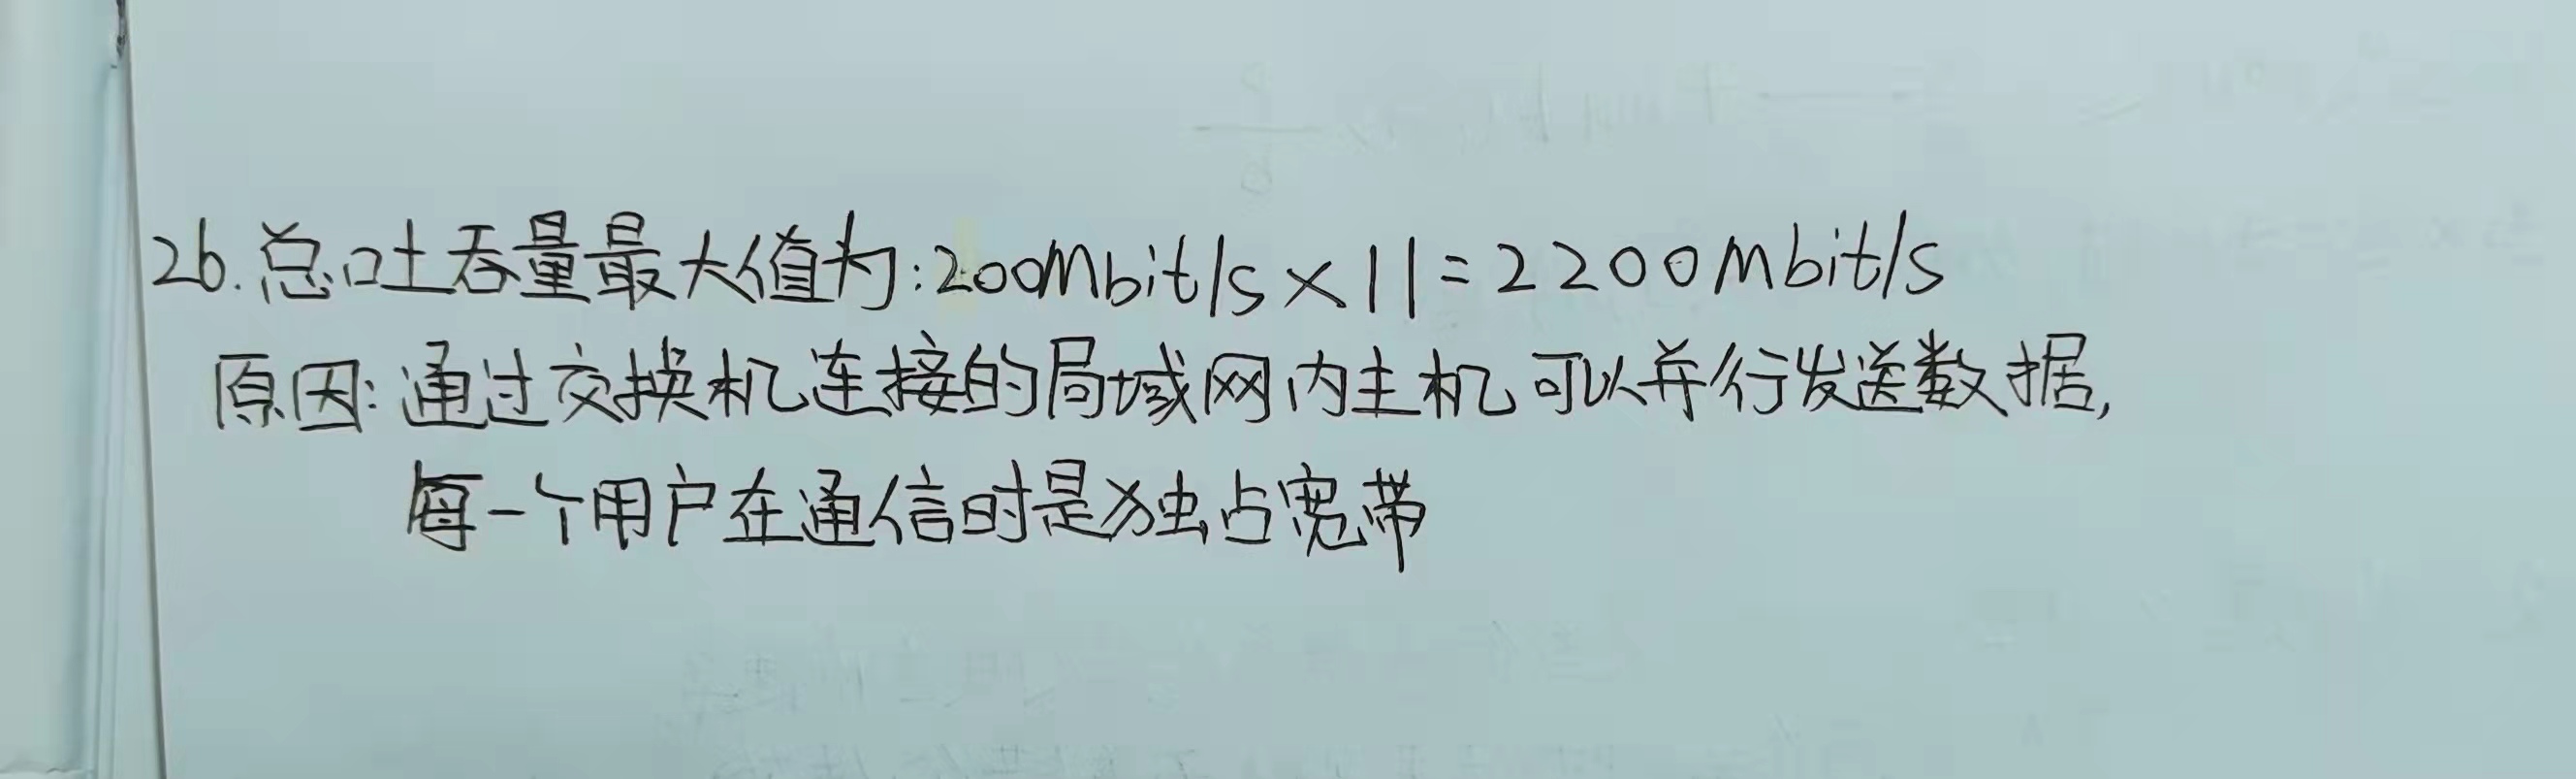 26.总吐吞量最大值为:200Mbit/s×11=2200Mbit/s
原因:通过交换机连接的局域网内主机可以并行发送数据,
每一个用户在通信时是独占宽带